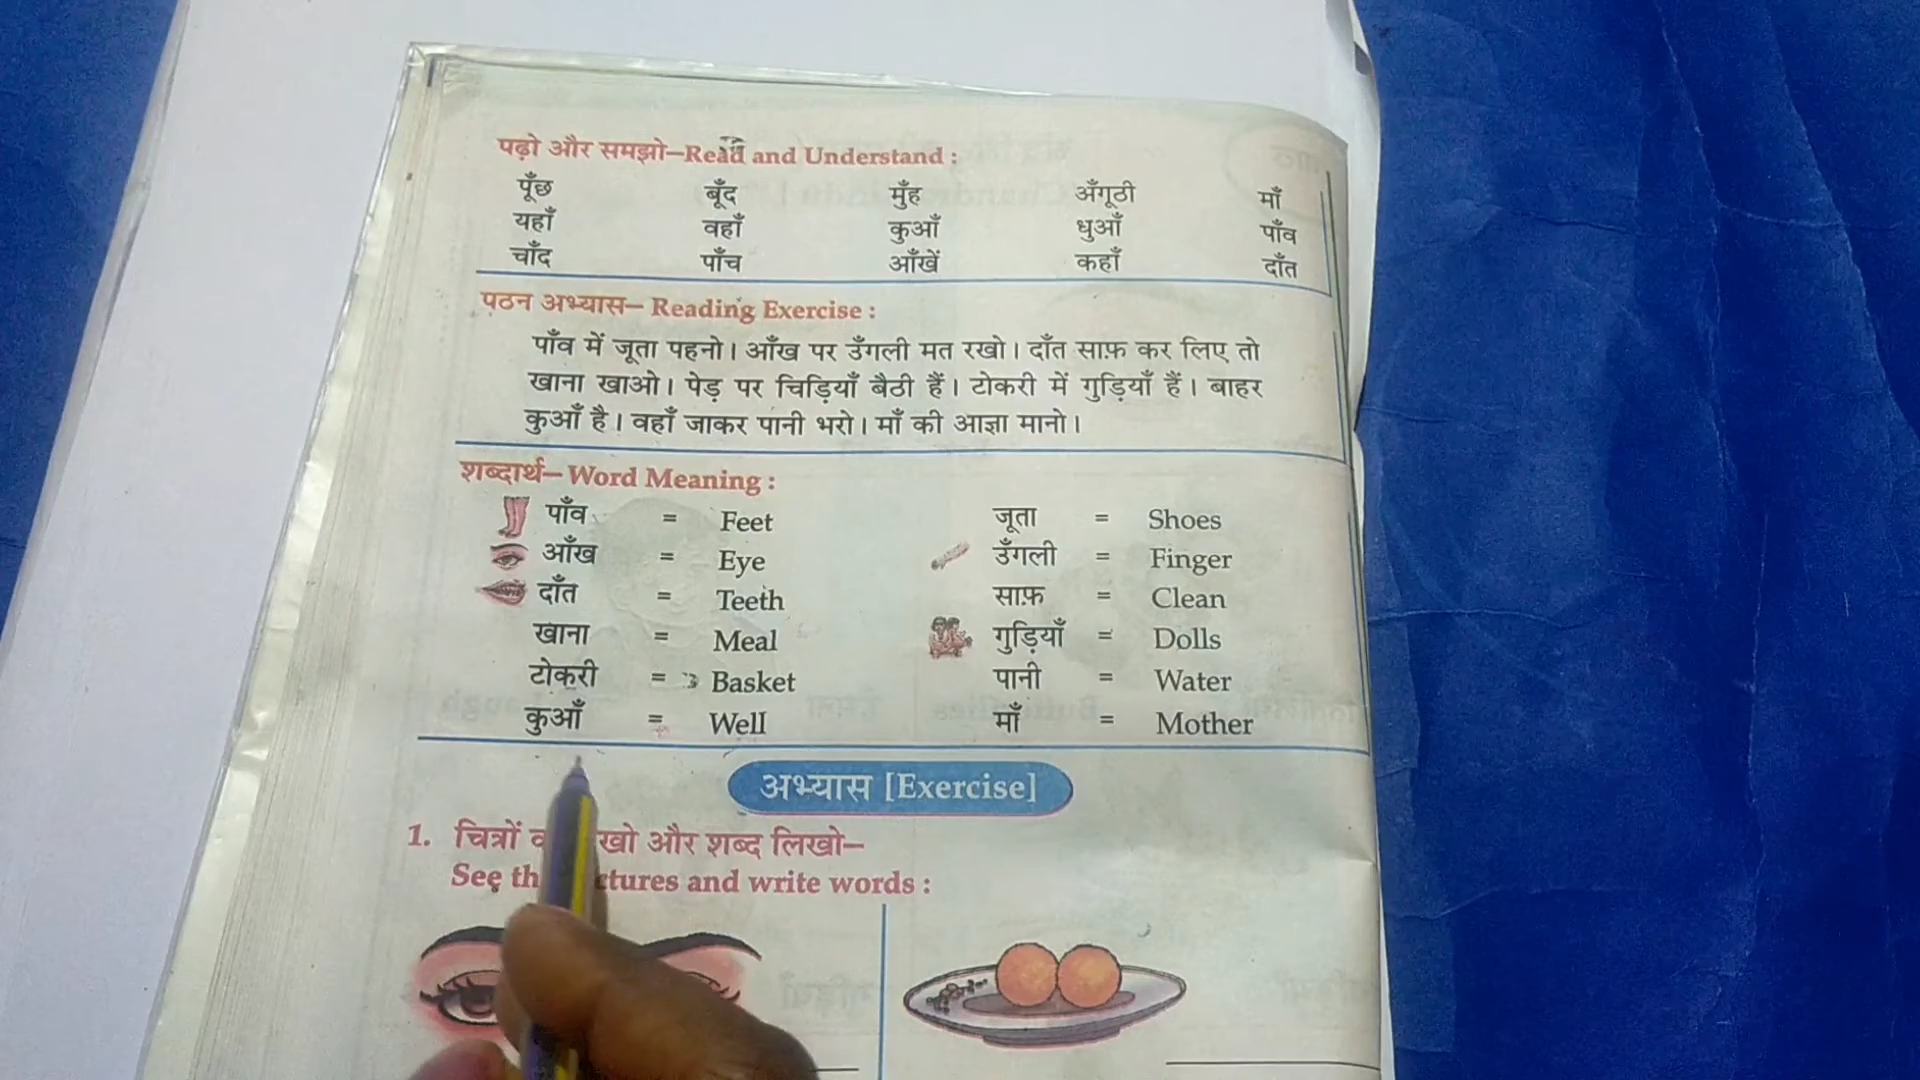 पढ़ो और समझो–Read and Understand :
पूँछ बूँद मुँह अँगूठी माँ
यहाँ वहाँ कुआँ धुआँ पाँव
चाँद पाँच आँखें कहाँ दाँत
पठन अभ्यास– Reading Exercise :
पाँव में जूता पहनो। आँख पर उँगली मत रखो। दाँत साफ़ कर लिए तो
खाना खाओ। पेड़ पर चिड़ियाँ बैठी हैं। टोकरी में गुड़ियाँ हैं। बाहर
कुआँ है। वहाँ जाकर पानी भरो। माँ की आज्ञा मानो।
शब्दार्थ– Word Meaning :
पाँव = Feet जूता = Shoes
आँख = Eye उँगली = Finger
दाँत = Teeth साफ़ = Clean
खाना = Meal गुड़ियाँ = Dolls
टोकरी = Basket पानी = Water
कुआँ = Well माँ = Mother
अभ्यास [Exercise]
1. चित्रों और शब्द लिखो–
See and write words :